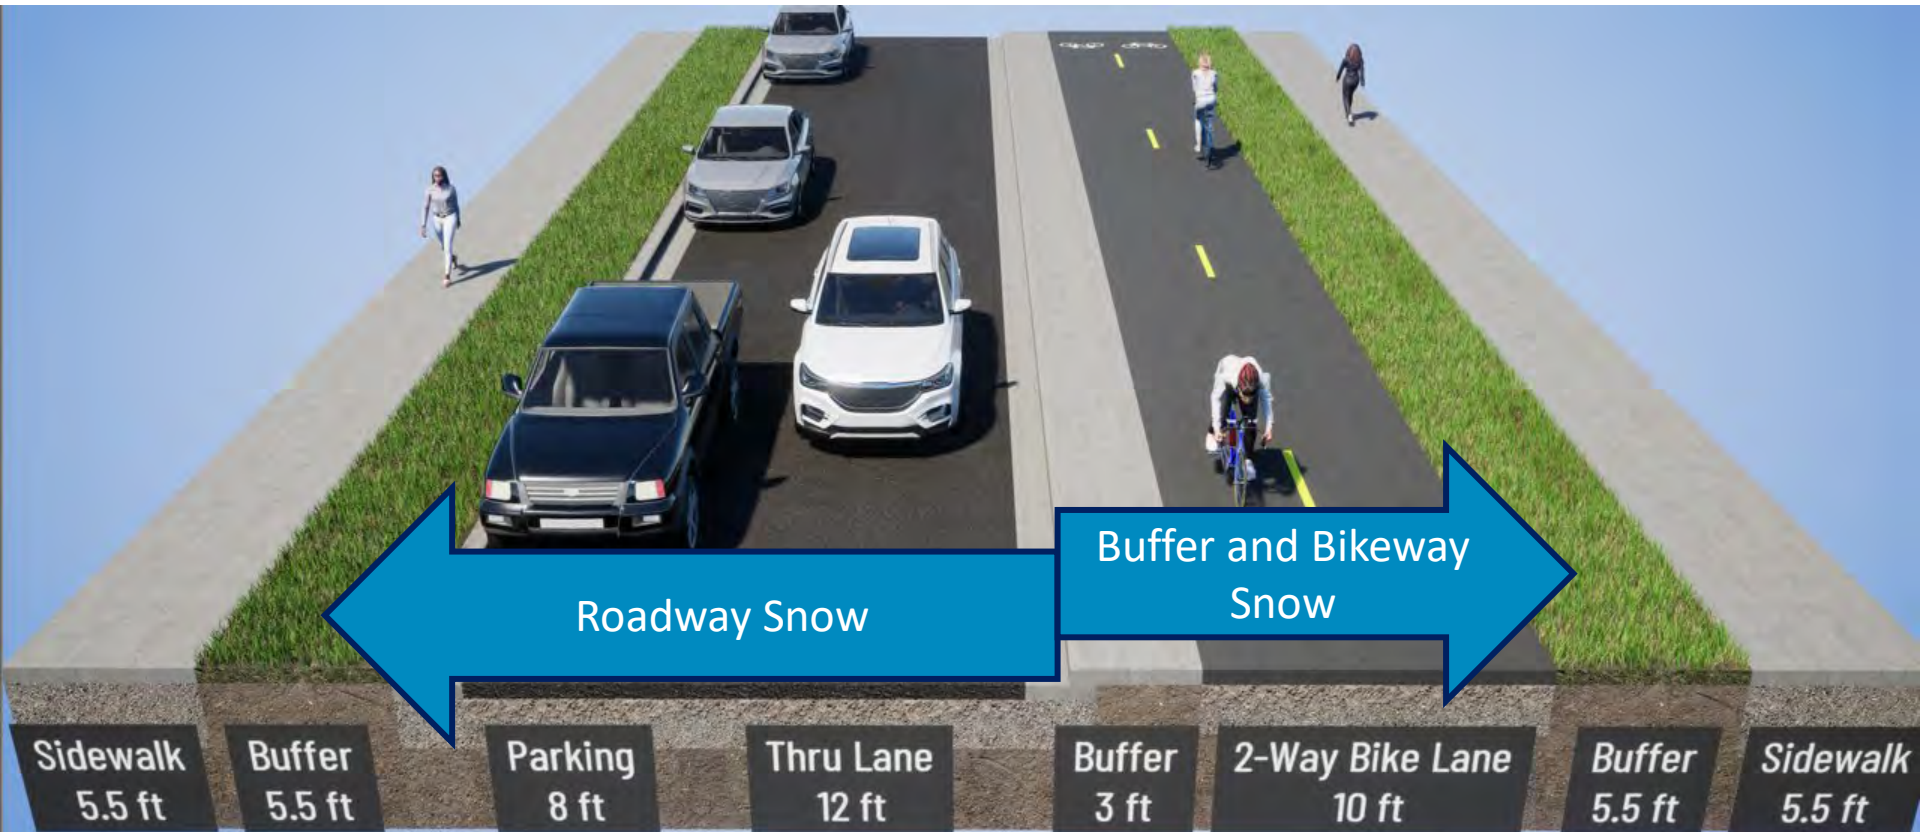 Buffer and Bikeway
Snow
Roadway Snow
Sidewalk
5.5 ft
Buffer
5.5 ft
Parking
8 ft
Thru Lane
12 ft
Buffer
3 ft
2-Way Bike Lane
10 ft
Buffer
5.5 ft
Sidewalk
5.5 ft